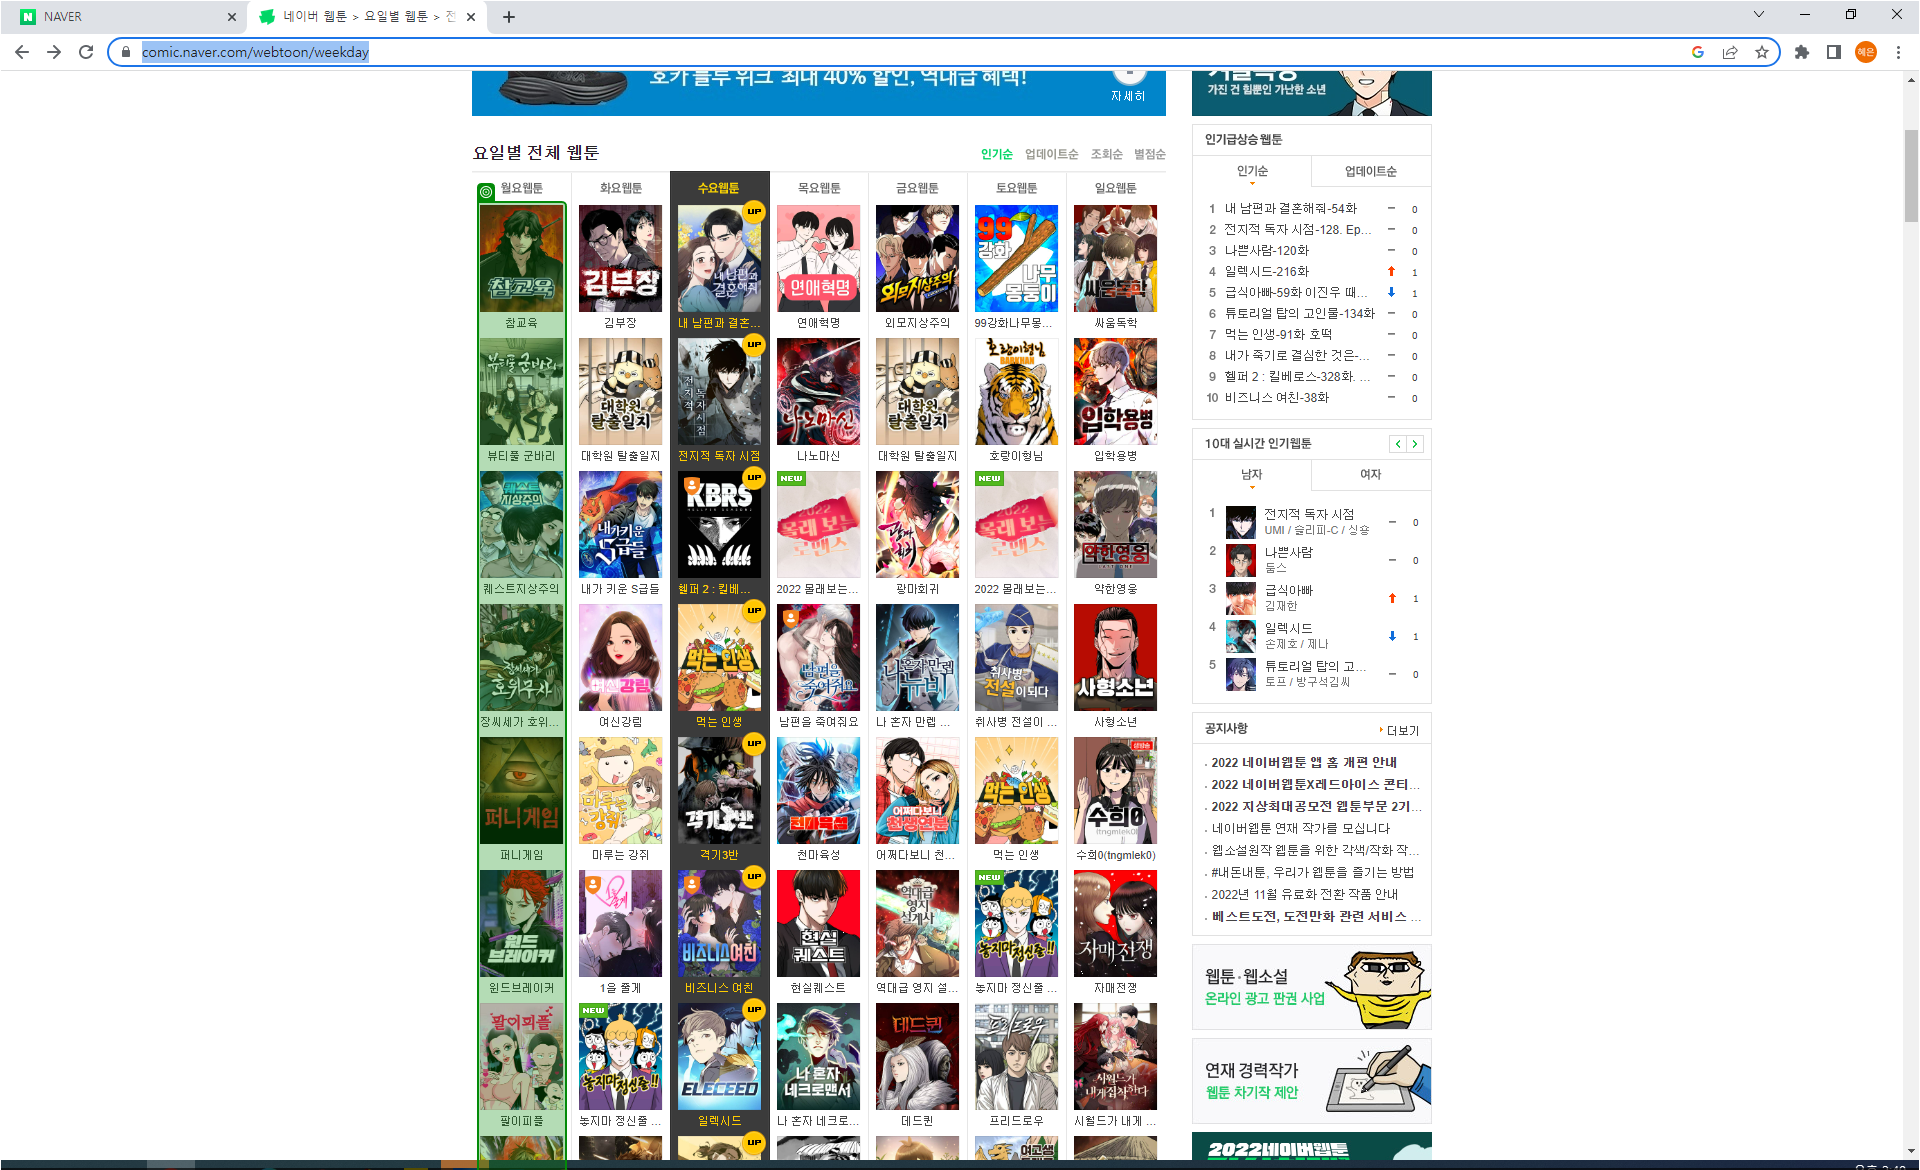 NAVER
네이버 웹툰 > 요일별 웹툰 > 전
comic.naver.com/webtoon/weekday
혜은
호카 블루 위크 최대 40% 할인, 역대급 혜택!
자세히
가진 건 힘뿐인 가난한 소년
요일별 전체 웹툰
인기순 업데이트순 조회순 별점순
월요웹툰 화요웹툰 수요웹툰 목요웹툰 금요웹툰 토요웹툰 일요웹툰
참교육 김부장 내 남편과 결혼... 연애혁명 외모지상주의 99강화나무몽... 싸움독학
뷰티풀 군바리 대학원 탈출일지 전지적 독자 시점 나노마신 대학원 탈출일지 호랑이형님 입학용병
퀘스트지상주의 내가 키운 S급들 헬퍼 2 : 킬베... 2022 몰래보는... 광마회귀 2022 몰래보는... 약한영웅
장씨세가 호위... 여신강림 먹는 인생 남편을 죽여줘요 나 혼자 만렙 ... 취사병 전설이 ... 사형소년
퍼니게임 마루는 강쥐 격기3반 천마육성 어쩌다보니 천... 먹는 인생 수희0(tngmlek0)
윈드브레이커 1을 줄게 비즈니스 여친 현실퀘스트 역대급 영지 설... 놓지마 정신줄 ... 자매전쟁
팔이피플 놓지마 정신줄 ... 일렉시드 나 혼자 네크로... 데드퀸 프리드로우 시월드가 내게 ...
인기급상승 웹툰
인기순 업데이트순
1 내 남편과 결혼해줘-54화 0
2 전지적 독자 시점-128. Ep... 0
3 나쁜사람-120화 0
4 일렉시드-216화 1
5 급식아빠-59화 이진우 때... 1
6 튜토리얼 탑의 고인물-134화 0
7 먹는 인생-91화 호떡 0
8 내가 죽기로 결심한 것은-... 0
9 헬퍼 2 : 킬베로스-328화. ... 0
10 비즈니스 여친-38화 0
10대 실시간 인기웹툰
남자 여자
1 전지적 독자 시점 0
UMI / 슬리피-C / 싱숑
2 나쁜사람 0
둠스
3 급식아빠 1
김재한
4 일렉시드 1
손제호 / 제나
5 튜토리얼 탑의 고... 0
토프 / 방구석김씨
공지사항 더보기
2022 네이버웹툰 앱 홈 개편 안내
2022 네이버웹툰X레드아이스 콘티...
2022 지상최대공모전 웹툰부문 2기...
네이버웹툰 연재 작가를 모십니다
웹소설원작 웹툰을 위한 각색/작화 작...
#내돈내툰, 우리가 웹툰을 즐기는 방법
2022년 11월 유료화 전환 작품 안내
베스트도전, 도전만화 관련 서비스 ...
웹툰·웹소설
온라인 광고 판권 사업
연재 경력작가
웹툰 차기작 제안
2022네이버웹툰